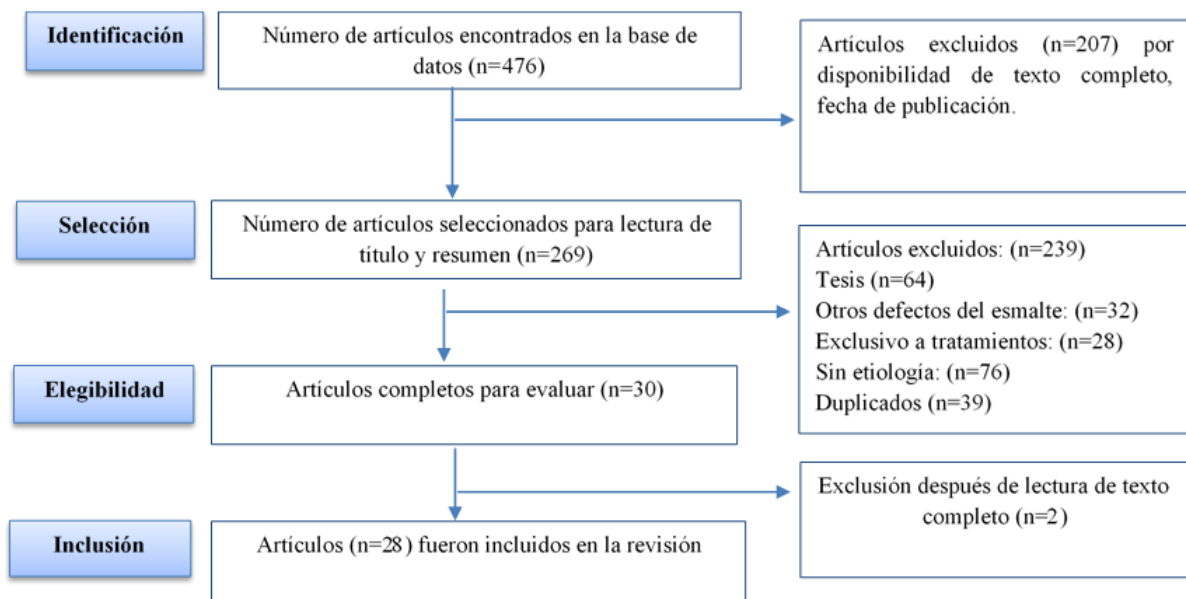 Identificación
Número de artículos encontrados en la base de
datos (n=476)
Artículos excluidos (n=207) por
disponibilidad de texto completo,
fecha de publicación.
Selección
Número de artículos seleccionados para lectura de
título y resumen (n=269)
Artículos excluidos: (n=239)
Tesis (n=64)
Otros defectos del esmalte: (n=32)
Exclusivo a tratamientos: (n=28)
Sin etiología: (n=76)
Duplicados (n=39)
Elegibilidad
Artículos completos para evaluar (n=30)
Exclusión después de lectura de texto
completo (n=2)
Inclusión
Artículos (n=28) fueron incluidos en la revisión